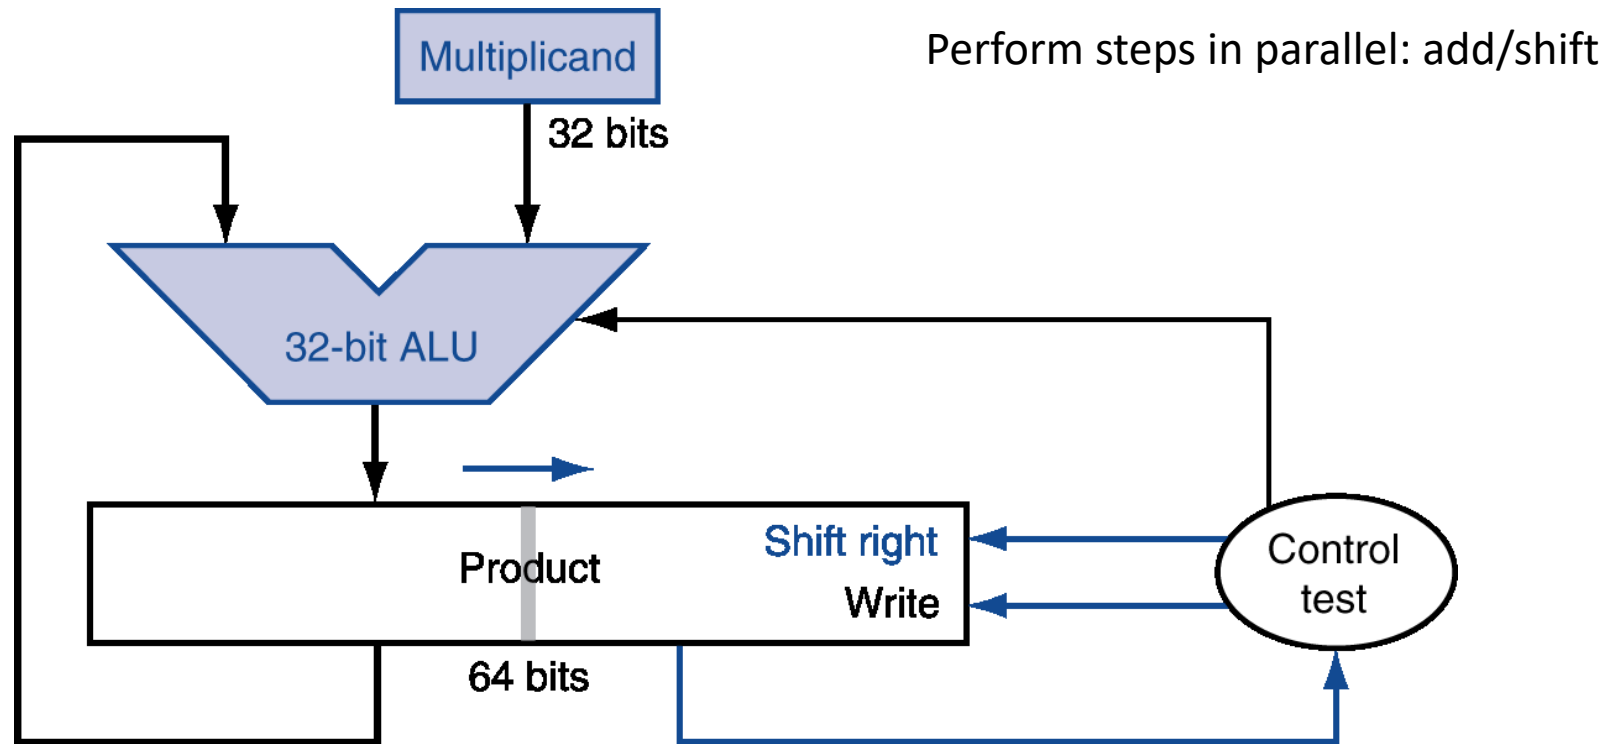 Perform steps in parallel: add/shift
Multiplicand
32 bits
32-bit ALU
Shift right
Product
Write
64 bits
Control
test